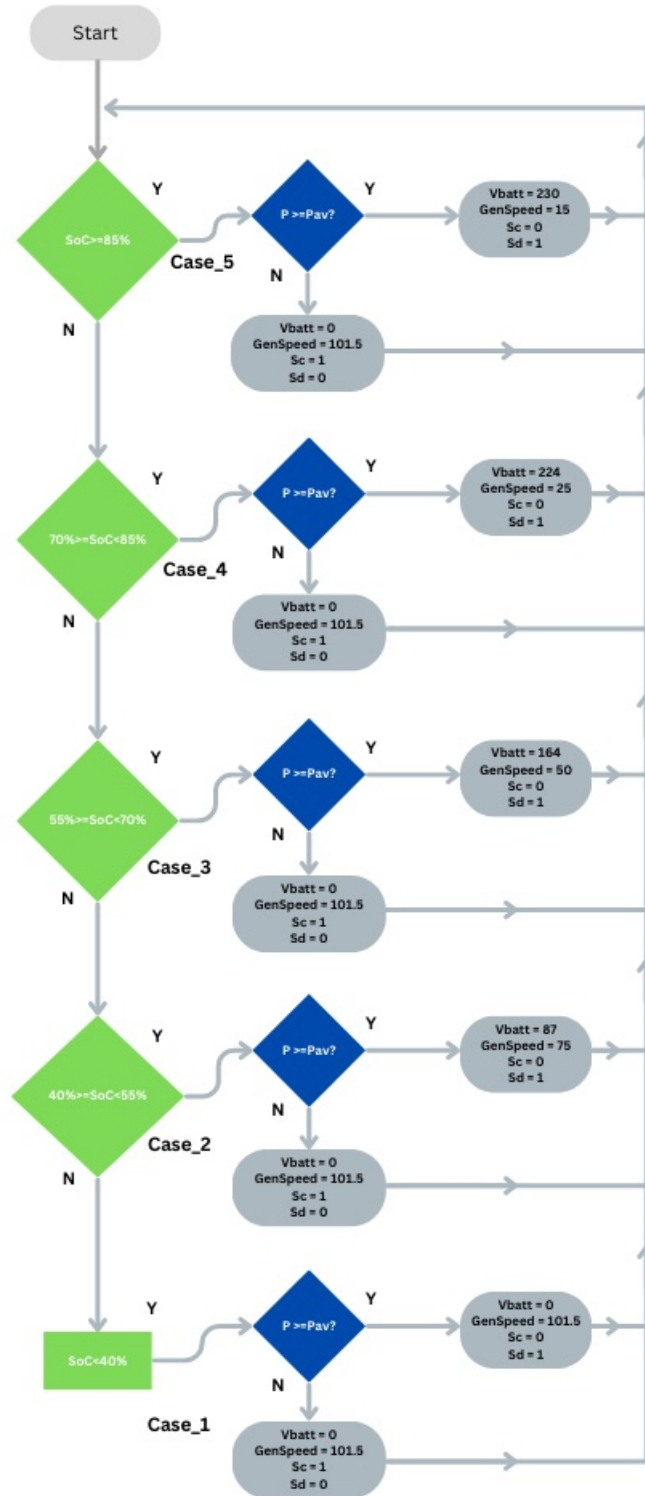 Start
Y
SoC>=85%
Case_5
N
P >=Pav?
Y
N
Vbatt = 230
GenSpeed = 15
Sc = 0
Sd = 1
Vbatt = 0
GenSpeed = 101.5
Sc = 1
Sd = 0
Y
70%>=SoC<85%
Case_4
N
P >=Pav?
Y
N
Vbatt = 224
GenSpeed = 25
Sc = 0
Sd = 1
Vbatt = 0
GenSpeed = 101.5
Sc = 1
Sd = 0
Y
55%>=SoC<70%
Case_3
N
P >=Pav?
Y
N
Vbatt = 164
GenSpeed = 50
Sc = 0
Sd = 1
Vbatt = 0
GenSpeed = 101.5
Sc = 1
Sd = 0
Y
40%>=SoC<55%
Case_2
N
P >=Pav?
Y
N
Vbatt = 87
GenSpeed = 75
Sc = 0
Sd = 1
Vbatt = 0
GenSpeed = 101.5
Sc = 1
Sd = 0
Y
SoC<40%
Case_1
P >=Pav?
Y
N
Vbatt = 0
GenSpeed = 101.5
Sc = 0
Sd = 1
Vbatt = 0
GenSpeed = 101.5
Sc = 1
Sd = 0